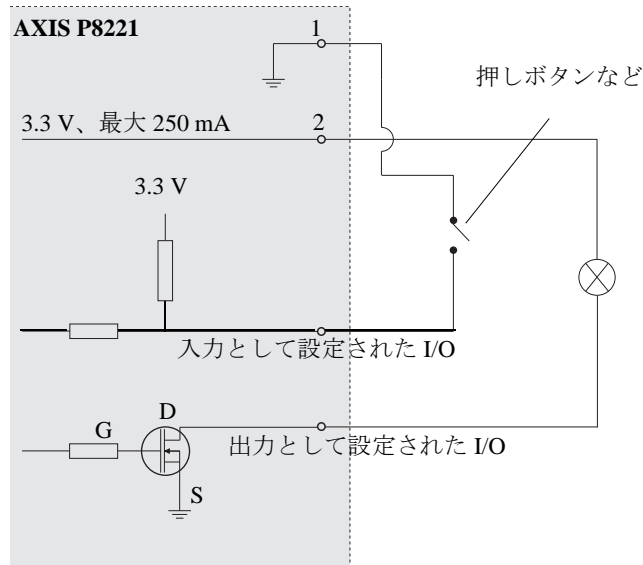 AXIS P8221
1
押しボタンなど
3.3 V、最大 250 mA
2
3.3 V
入力として設定された I/O
D
G
出力として設定された I/O
S